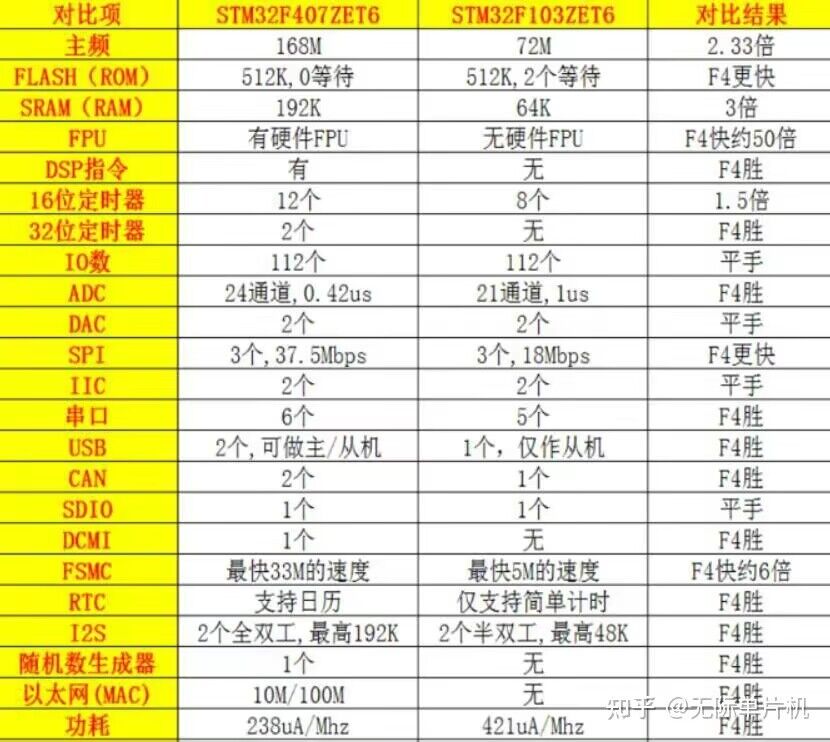 对比项 STM32F407ZET6 STM32F103ZET6 对比结果
主频 168M 72M 2.33倍
FLASH（ROM） 512K,0等待 512K,2个等待 F4更快
SRAM（RAM） 192K 64K 3倍
FPU 有硬件FPU 无硬件FPU F4快约50倍
DSP指令 有 无 F4胜
16位定时器 12个 8个 1.5倍
32位定时器 2个 无 F4胜
IO数 112个 112个 平手
ADC 24通道,0.42us 21通道,1us F4胜
DAC 2个 2个 平手
SPI 3个,37.5Mbps 3个,18Mbps F4更快
IIC 2个 2个 平手
串口 6个 5个 F4胜
USB 2个,可做主/从机 1个，仅作从机 F4胜
CAN 2个 1个 F4胜
SDIO 1个 1个 平手
DCMI 1个 无 F4胜
FSMC 最快33M的速度 最快5M的速度 F4快约6倍
RTC 支持日历 仅支持简单计时 F4胜
I2S 2个全双工,最高192K 2个半双工,最高48K F4胜
随机数生成器 1个 无 F4胜
以太网(MAC) 10M/100M 无 F4胜
功耗 238uA/Mhz 421uA/Mhz F4胜
知乎 @无际单片机